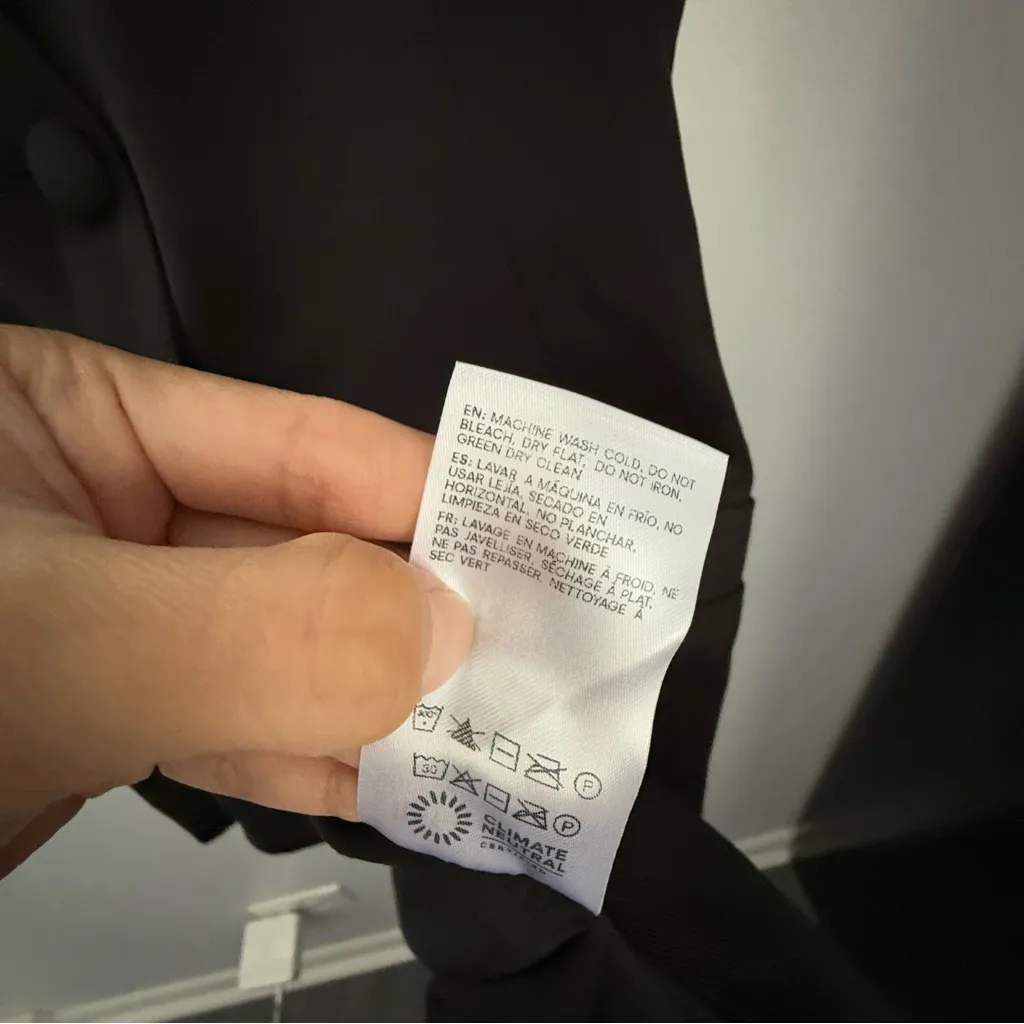 EN: MACHINE WASH COLD, DO NOT
BLEACH, DRY FLAT, DO NOT IRON,
GREEN DRY CLEAN
ES: LAVAR A MÁQUINA EN FRÍO, NO
USAR LEJÍA, SECADO EN
HORIZONTAL, NO PLANCHAR,
LIMPIEZA EN SECO VERDE
FR: LAVAGE EN MACHINE À FROID, NE
PAS JAVELLISER, SÉCHAGE À PLAT,
NE PAS REPASSER, NETTOYAGE À
SEC VERT
30C P
30 P
CLIMATE
NEUTRAL
CERTIFIED